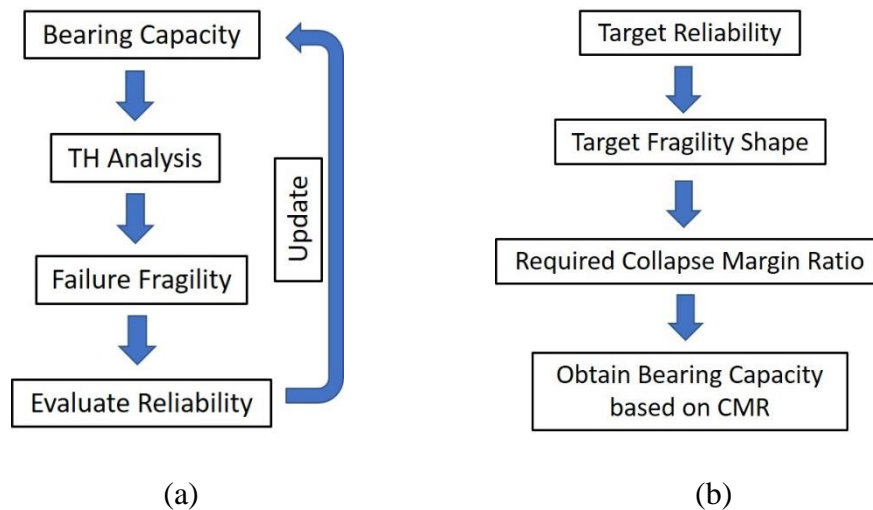 Bearing Capacity
TH Analysis
Failure Fragility
Evaluate Reliability
Update
(a)
Target Reliability
Target Fragility Shape
Required Collapse Margin Ratio
Obtain Bearing Capacity
based on CMR
(b)